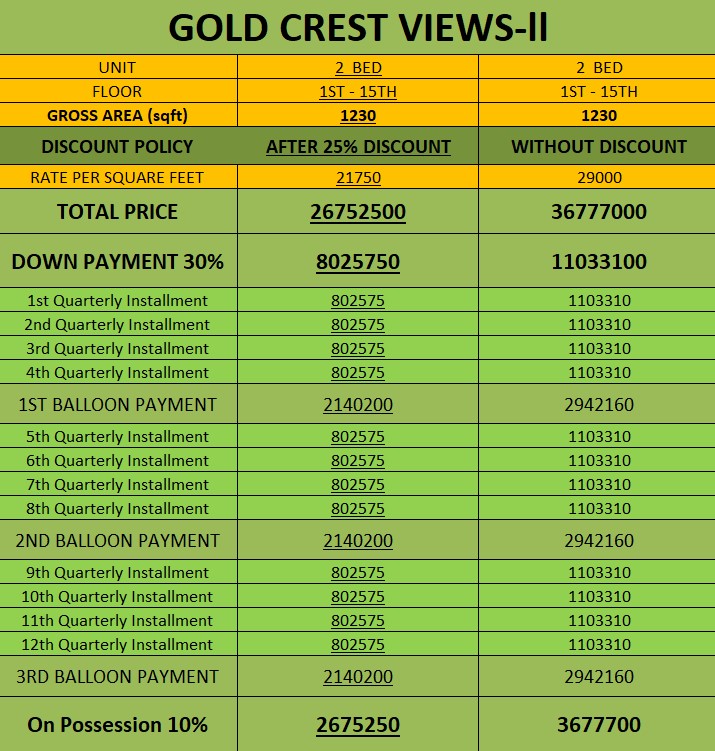 GOLD CREST VIEWS-ll
UNIT 2 BED 2 BED
FLOOR 1ST - 15TH 1ST - 15TH
GROSS AREA (sqft) 1230 1230
DISCOUNT POLICY AFTER 25% DISCOUNT WITHOUT DISCOUNT
RATE PER SQUARE FEET 21750 29000
TOTAL PRICE 26752500 36777000
DOWN PAYMENT 30% 8025750 11033100
1st Quarterly Installment 802575 1103310
2nd Quarterly Installment 802575 1103310
3rd Quarterly Installment 802575 1103310
4th Quarterly Installment 802575 1103310
1ST BALLOON PAYMENT 2140200 2942160
5th Quarterly Installment 802575 1103310
6th Quarterly Installment 802575 1103310
7th Quarterly Installment 802575 1103310
8th Quarterly Installment 802575 1103310
2ND BALLOON PAYMENT 2140200 2942160
9th Quarterly Installment 802575 1103310
10th Quarterly Installment 802575 1103310
11th Quarterly Installment 802575 1103310
12th Quarterly Installment 802575 1103310
3RD BALLOON PAYMENT 2140200 2942160
On Possession 10% 2675250 3677700